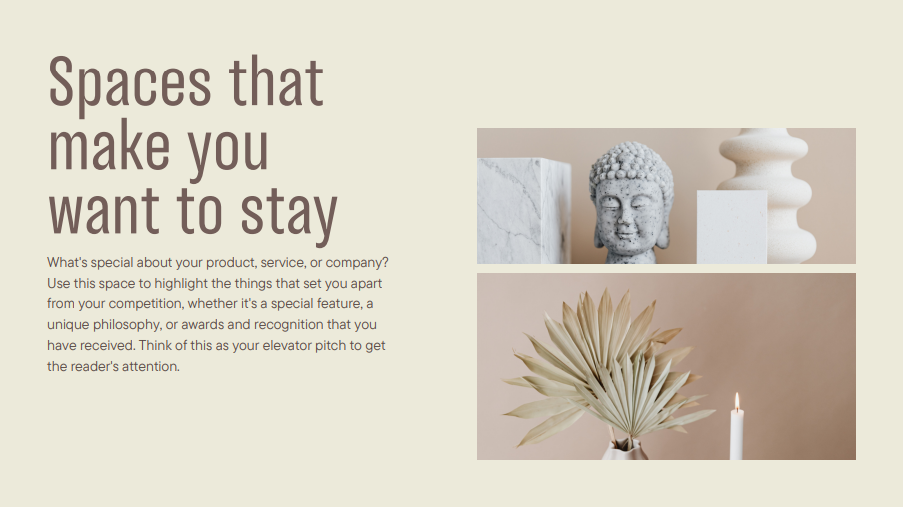 Spaces that
make you
want to stay
What's special about your product, service, or company?
Use this space to highlight the things that set you apart
from your competition, whether it's a special feature, a
unique philosophy, or awards and recognition that you
have received. Think of this as your elevator pitch to get
the reader's attention.